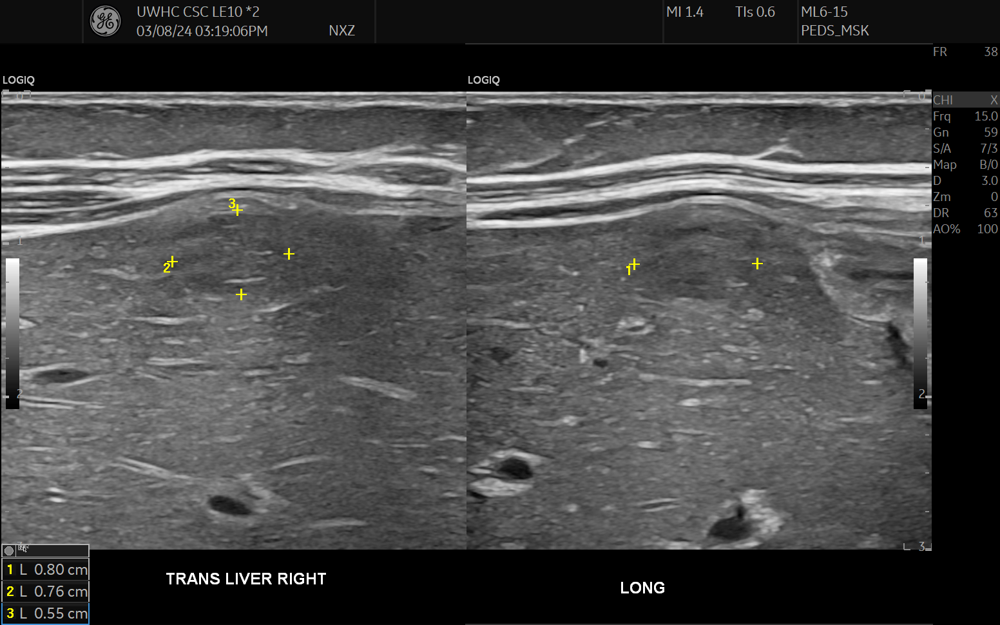 GE
UWHC CSC LE10 *2
03/08/24 03:19:06PM
NXZ
MI 1.4
TIs 0.6
ML6-15
PEDS_MSK
FR 38
LOGIQ
LOGIQ
CHI X
Frq 15.0
Gn 59
S/A 7/3
Map B/0
D 3.0
Zm 0
DR 63
AO% 100
0
0
3
1
1
2
1
2
2
3
1 L 0.80 cm
2 L 0.76 cm
3 L 0.55 cm
TRANS LIVER RIGHT
LONG